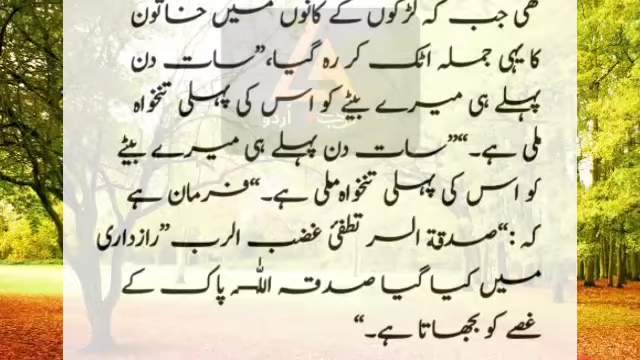 تھی جب کہ لڑکوں کے کانوں میں خاتون
کا یہی جملہ اٹک کر رہ گیا،”سات دن
پہلے ہی میرے بیٹے کو اس کی پہلی تنخواہ
ملی ہے۔“”سات دن پہلے ہی میرے بیٹے
کو اس کی پہلی تنخواہ ملی ہے۔“فرمان ہے
کہ :“صدقة السر تطفئ غضب الرب”رازداری
میں کیا گیا صدقہ اللہ پاک کے
غصے کو بجھاتا ہے۔“